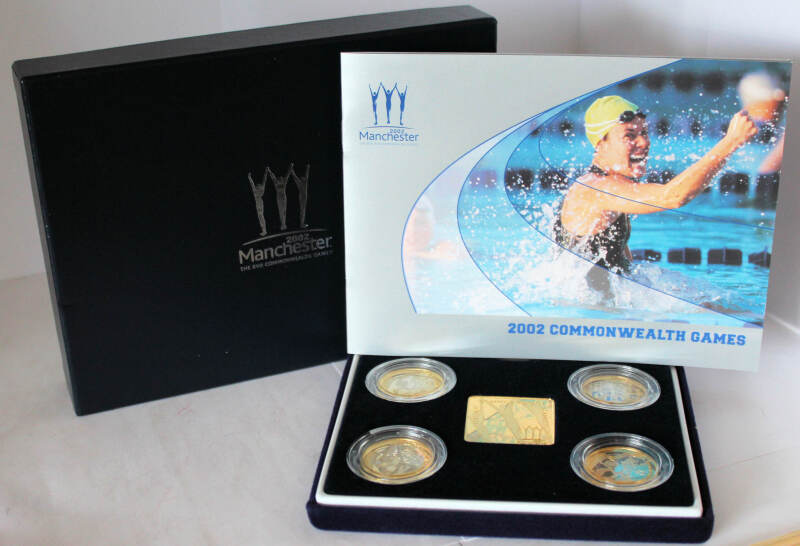 2002
Manchester
THE XVII COMMONWEALTH GAMES
2002
Manchester
2002 COMMONWEALTH GAMES